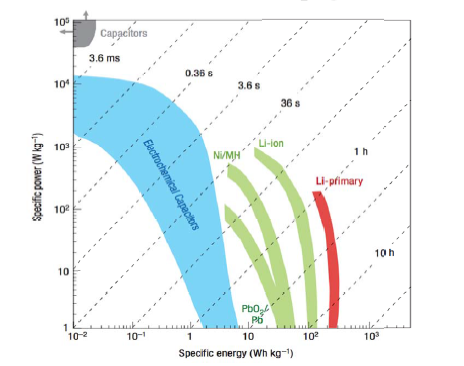 10⁵
Capacitors
3.6 ms
0.36 s
10⁴
3.6 s
36 s
10³
Li-ion
Ni/MH
1 h
Electrochemical Capacitors
Li-primary
Specific power (W kg⁻¹)
10²
10 h
10
PbO₂/
Pb
1
10⁻²
10⁻¹
1
10
10²
10³
Specific energy (Wh kg⁻¹)